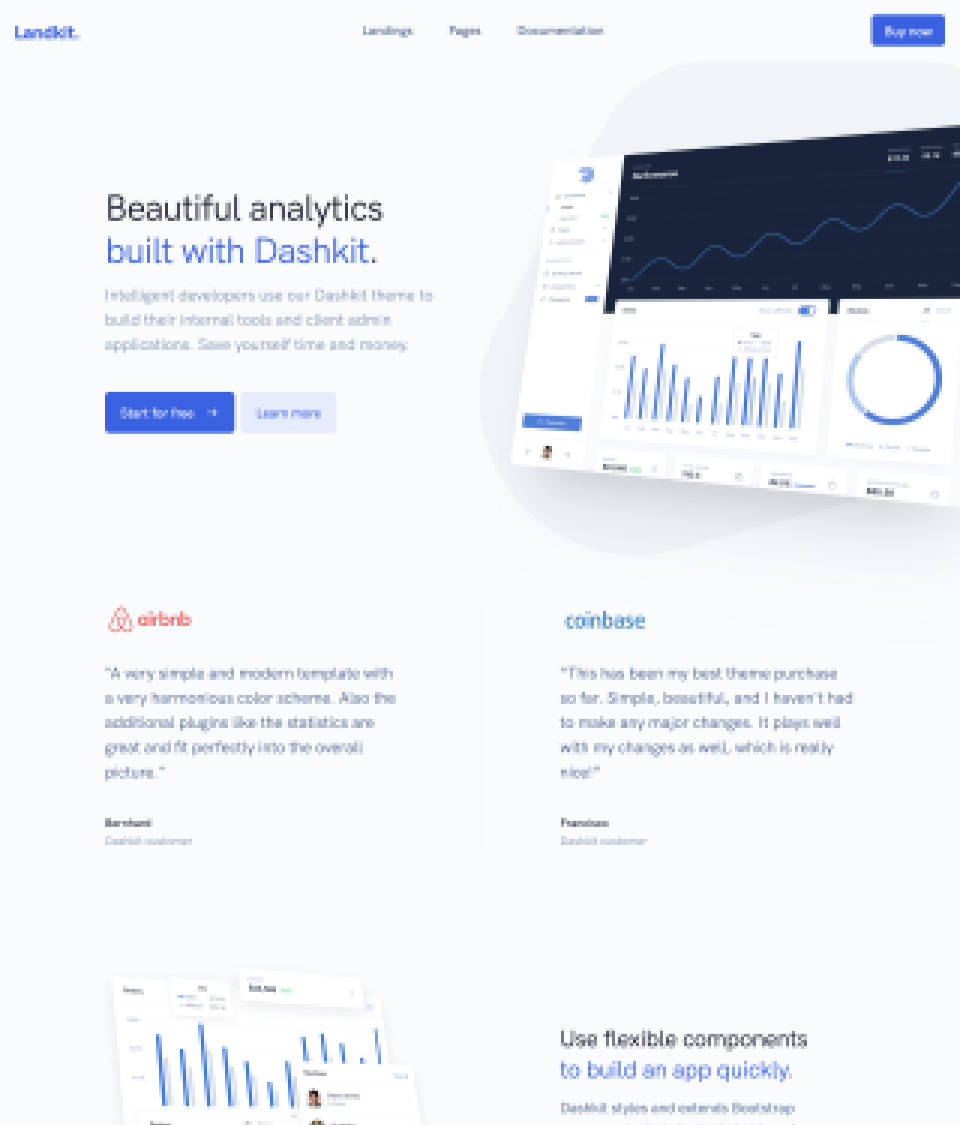 Landkit.
Landings Pages Documentation
Buy now
Beautiful analytics
built with Dashkit.
Intelligent developers use our Dashkit theme to
build their internal tools and client admin
applications. Save yourself time and money.
Start for free →
Learn more
airbnb
"A very simple and modern template with
a very harmonious color scheme. Also the
additional plugins like the statistics are
great and fit perfectly into the overall
picture."
Dashkit customer
coinbase
"This has been my best theme purchase
so far. Simple, beautiful, and I haven't had
to make any major changes. It plays well
with my changes as well, which is really
nice!"
Francisco
Dashkit customer
Use flexible components
to build an app quickly.
Dashkit styles and extends Bootstrap